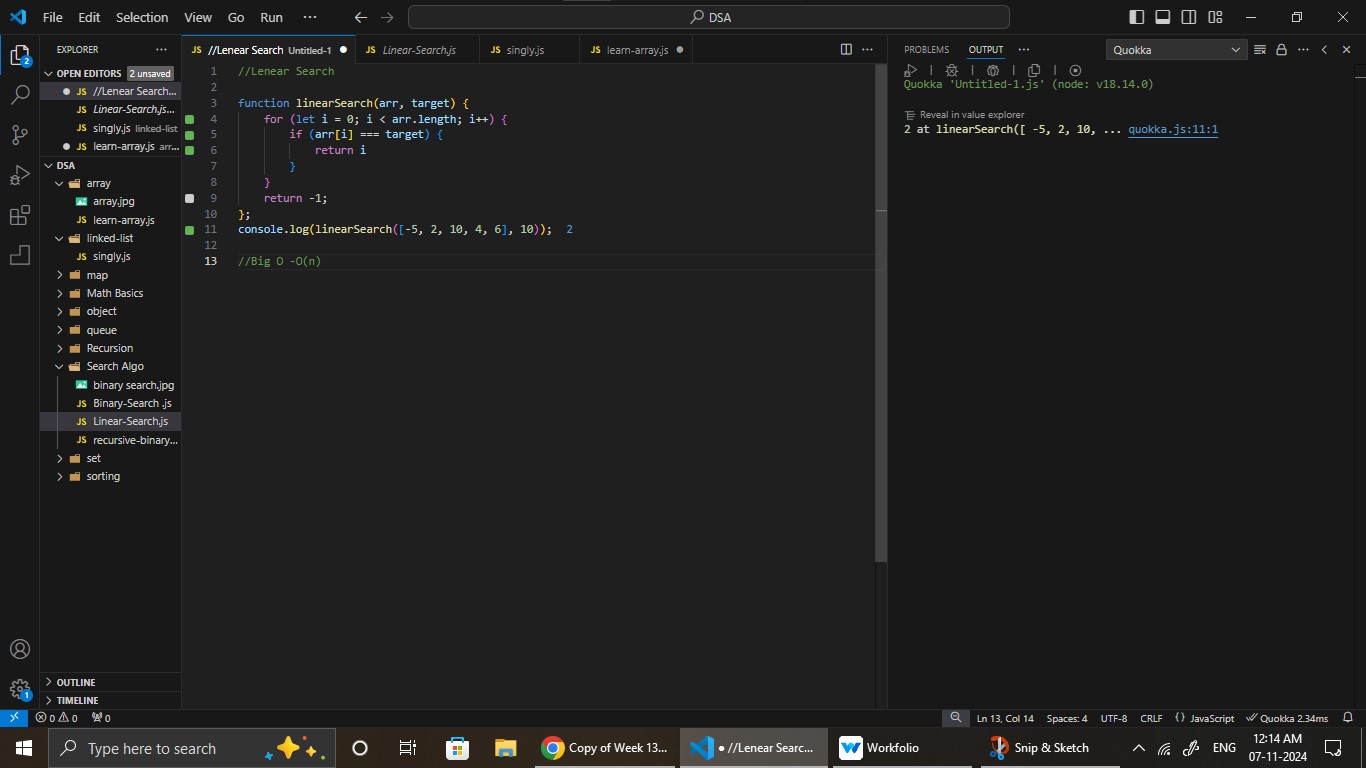 File Edit Selection View Go Run ··· DSA
EXPLORER ···
OPEN EDITORS 2 unsaved
JS //Lenear Search...
JS Linear-Search.js...
JS singly.js linked-list
JS learn-array.js arr...
DSA
array
array.jpg
JS learn-array.js
linked-list
JS singly.js
map
Math Basics
object
queue
Recursion
Search Algo
binary search.jpg
JS Binary-Search .js
JS Linear-Search.js
JS recursive-binary...
set
sorting
OUTLINE
TIMELINE
2
1
JS //Lenear Search Untitled-1 JS Linear-Search.js JS singly.js JS learn-array.js ···
1 //Lenear Search
2
3 function linearSearch(arr, target) {
4 for (let i = 0; i < arr.length; i++) {
5 if (arr[i] === target) {
6 return i
7 }
8 }
9 return -1;
10 };
11 console.log(linearSearch([-5, 2, 10, 4, 6], 10)); 2
12
13 //Big O -O(n)
PROBLEMS OUTPUT ··· Quokka ···
Quokka 'Untitled-1.js' (node: v18.14.0)
Reveal in value explorer
2 at linearSearch([ -5, 2, 10, ... quokka.js:11:1
0 0 0 Ln 13, Col 14 Spaces: 4 UTF-8 CRLF {} JavaScript Quokka 2.34ms
Type here to search Copy of Week 13... ● //Lenear Searc... Workfolio Snip & Sketch ENG 12:14 AM
07-11-2024